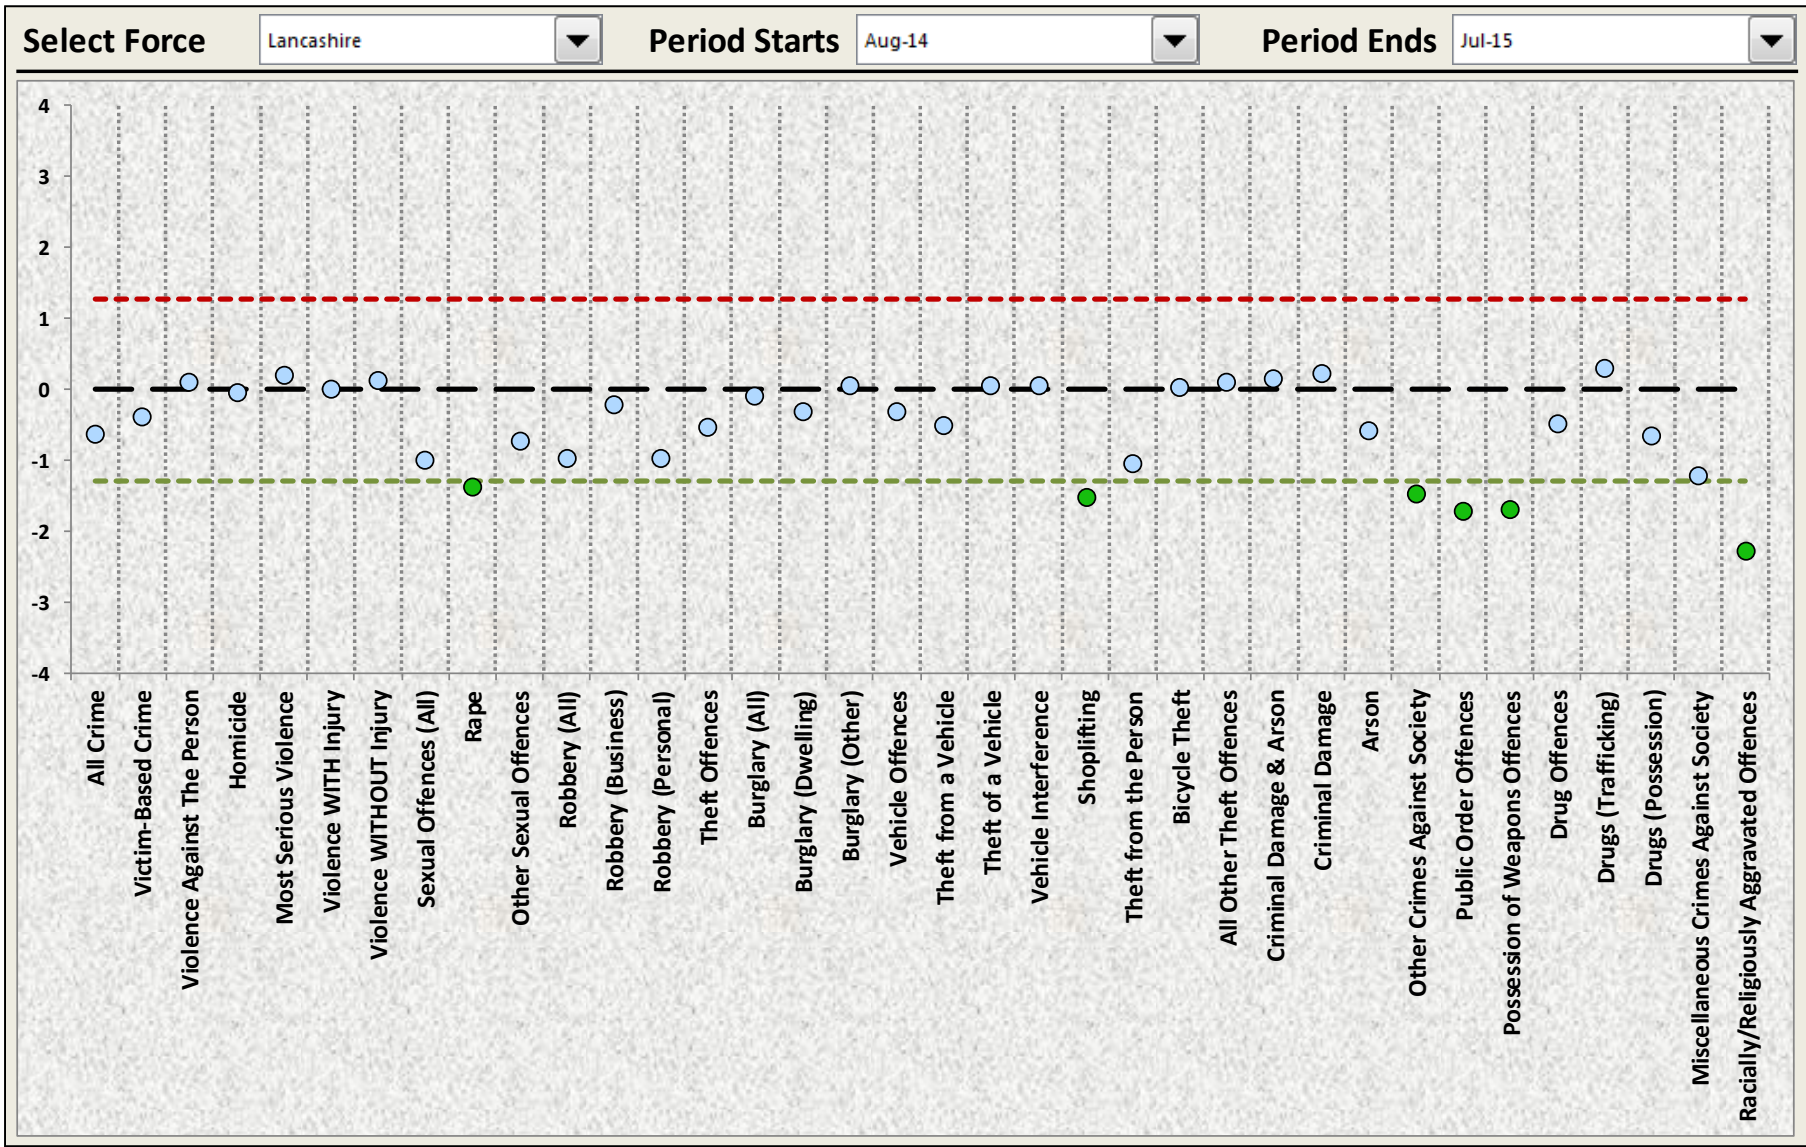 Select Force
Lancashire
Period Starts
Aug-14
Period Ends
Jul-15
4
3
2
1
0
-1
-2
-3
-4
All Crime
Victim-Based Crime
Violence Against The Person
Homicide
Most Serious Violence
Violence WITH Injury
Violence WITHOUT Injury
Sexual Offences (All)
Rape
Other Sexual Offences
Robbery (All)
Robbery (Business)
Robbery (Personal)
Theft Offences
Burglary (All)
Burglary (Dwelling)
Burglary (Other)
Vehicle Offences
Theft from a Vehicle
Theft of a Vehicle
Vehicle Interference
Shoplifting
Theft from the Person
Bicycle Theft
All Other Theft Offences
Criminal Damage & Arson
Criminal Damage
Arson
Other Crimes Against Society
Public Order Offences
Possession of Weapons Offences
Drug Offences
Drugs (Trafficking)
Drugs (Possession)
Miscellaneous Crimes Against Society
Racially/Religiously Aggravated Offences